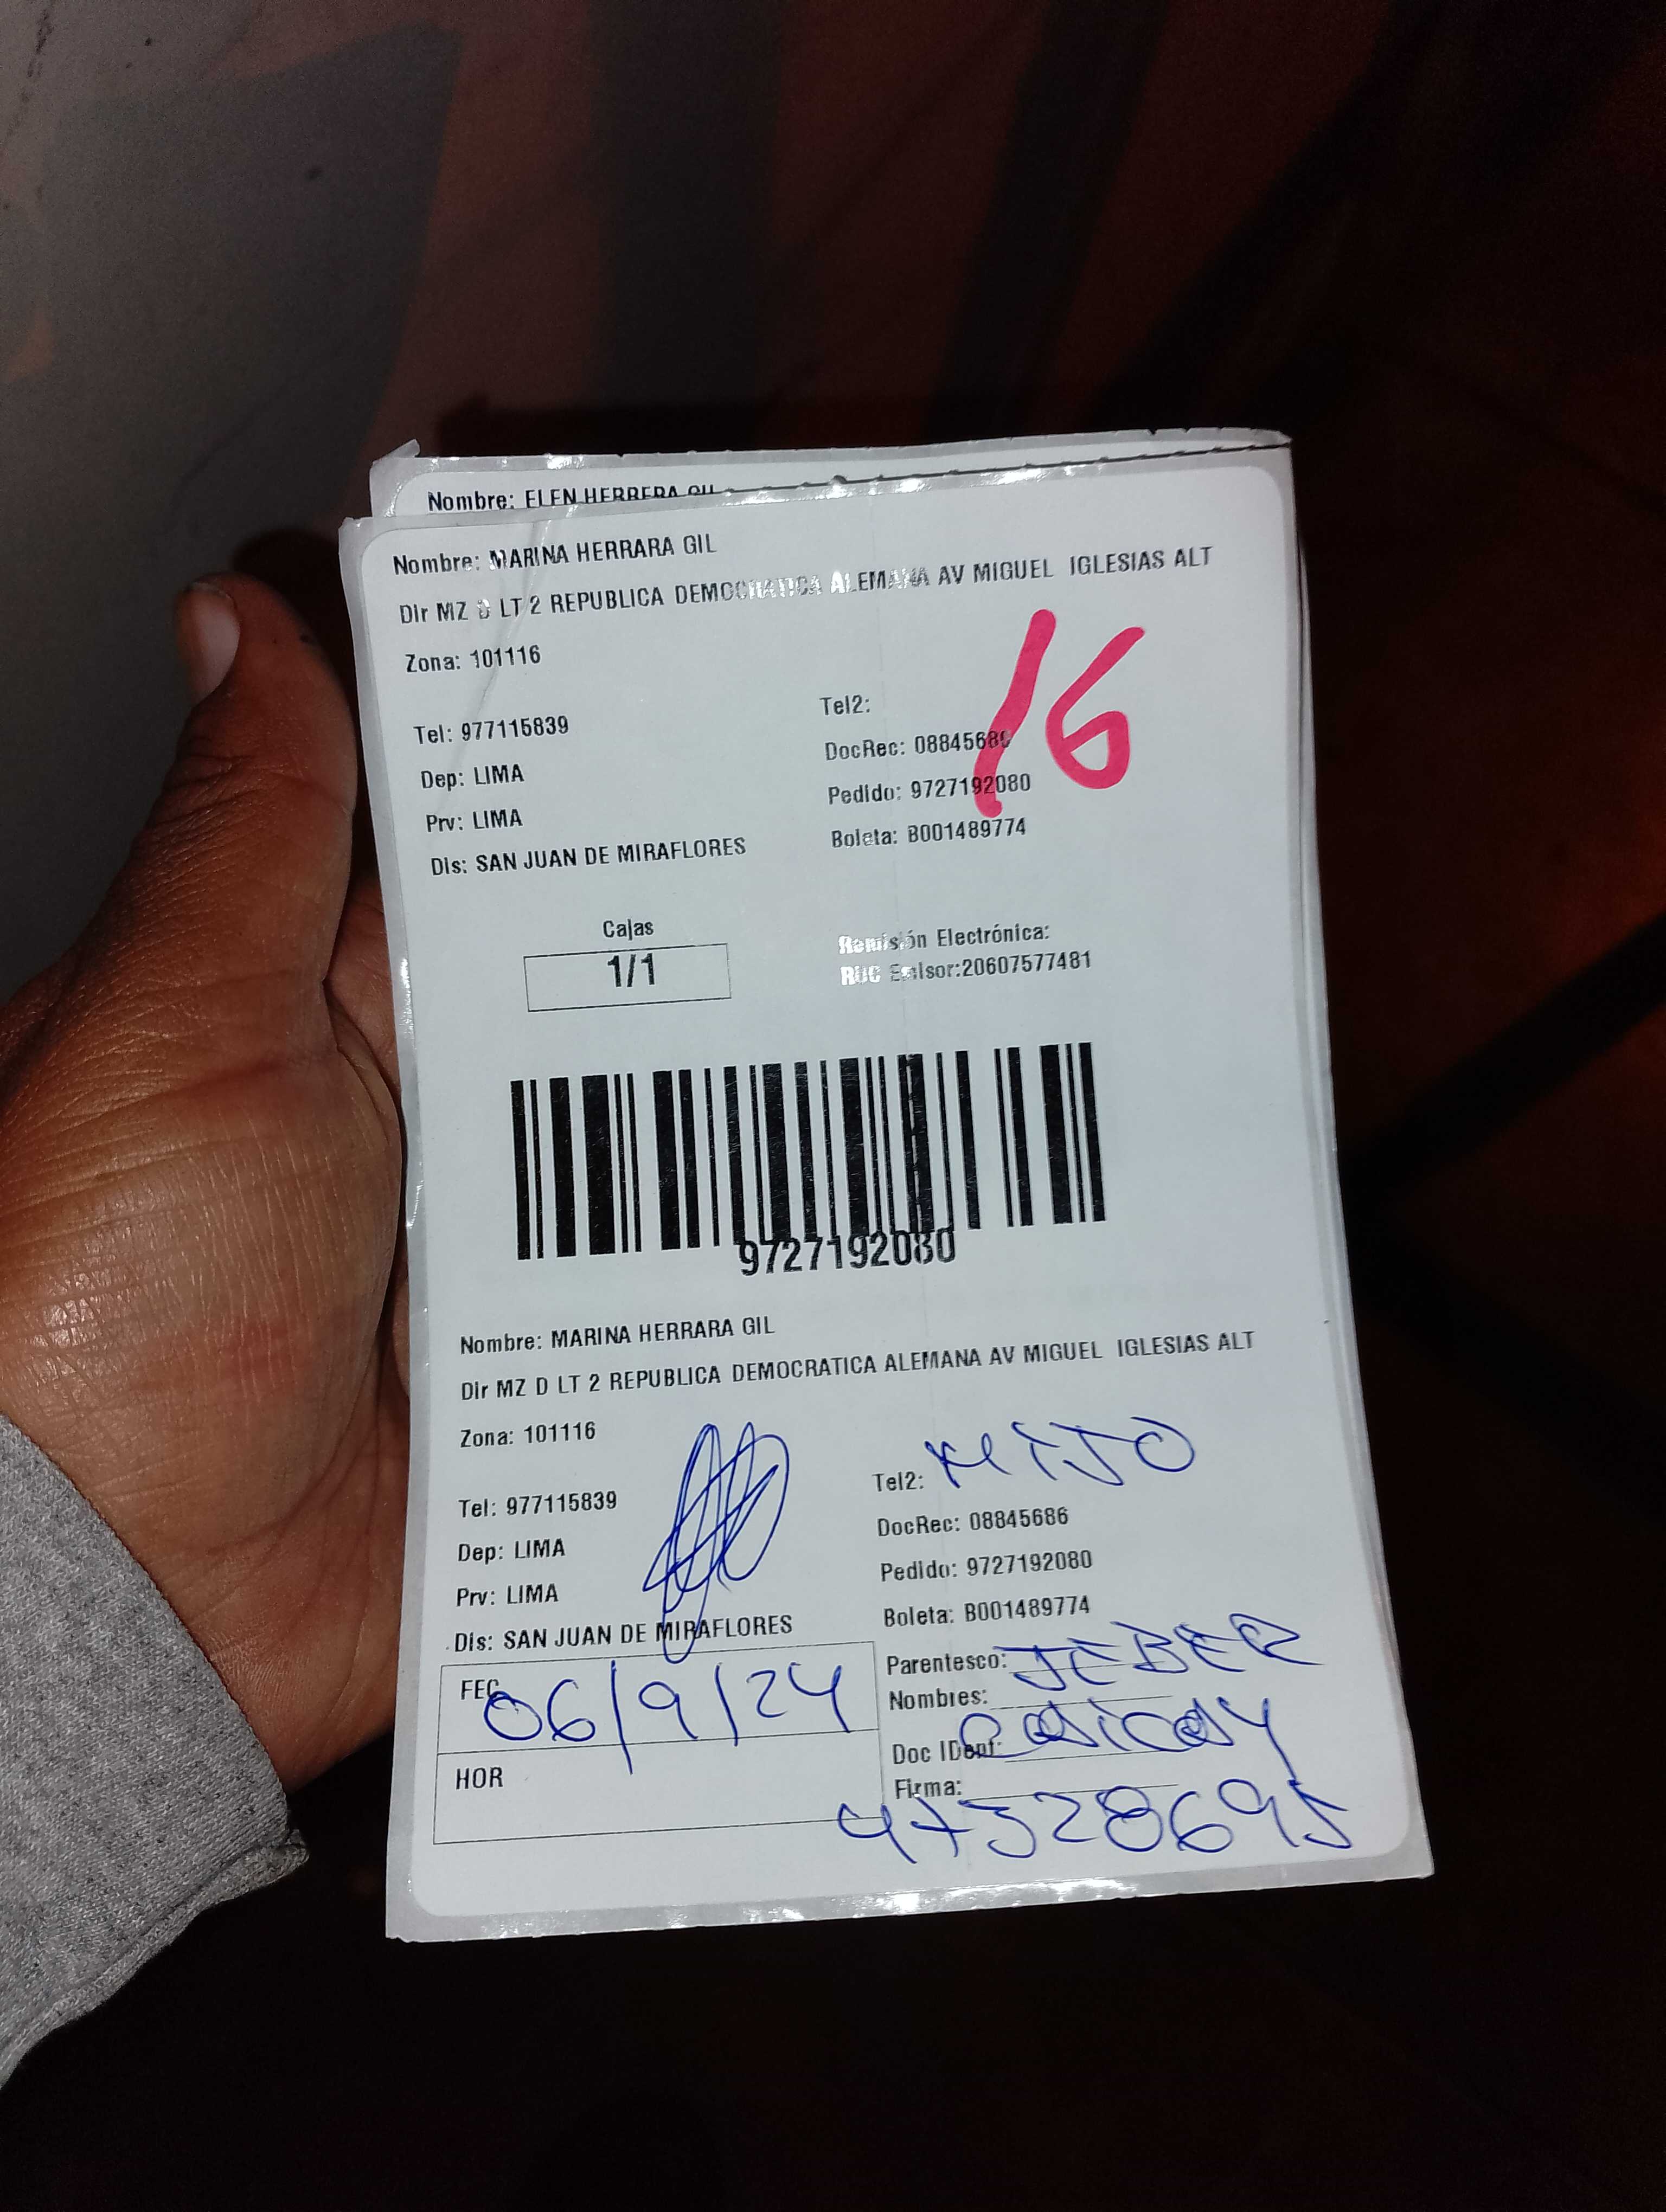 Nombre: ELEN HERRERA GIL
Nombre: MARINA HERRARA GIL
Dir MZ D LT 2 REPUBLICA DEMOCRATICA ALEMANA AV MIGUEL IGLESIAS ALT
Zona: 101116
16
Tel: 977115839
Tel2:
Dep: LIMA
DocRec: 08845686
Prv: LIMA
Pedido: 9727192080
Dis: SAN JUAN DE MIRAFLORES
Boleta: B001489774
Cajas
1/1
Remisión Electrónica:
RUC Emisor:20607577481
9727192080
Nombre: MARINA HERRARA GIL
Dir MZ D LT 2 REPUBLICA DEMOCRATICA ALEMANA AV MIGUEL IGLESIAS ALT
Zona: 101116
Tel: 977115839
Tel2: HIJO
Dep: LIMA
DocRec: 08845686
Prv: LIMA
Pedido: 9727192080
Dis: SAN JUAN DE MIRAFLORES
Boleta: B001489774
FEC 06/9/24
HOR
Parentesco: JEBER
Nombres:
Doc IDent:
Firma:
47328695